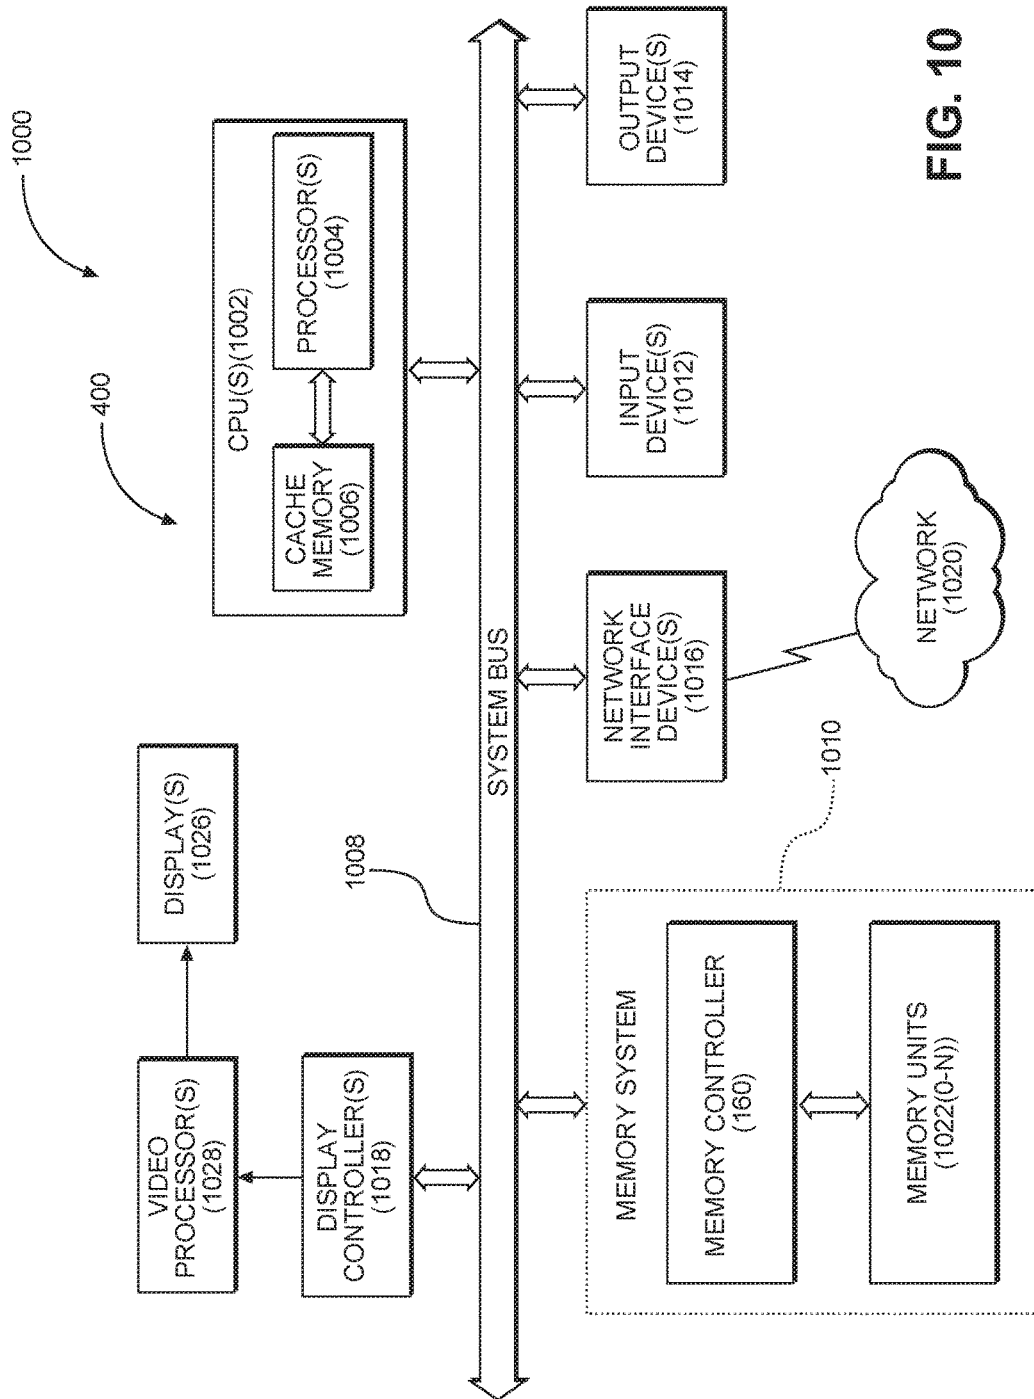 1000
400
CPU(S)(1002)
CACHE
MEMORY
(1006)
PROCESSOR(S)
(1004)
VIDEO
PROCESSOR(S)
(1028)
DISPLAY(S)
(1026)
DISPLAY
CONTROLLER(S)
(1018)
1008
SYSTEM BUS
MEMORY SYSTEM
MEMORY CONTROLLER
(160)
MEMORY UNITS
(1022(0-N))
1010
NETWORK
INTERFACE
DEVICE(S)
(1016)
NETWORK
(1020)
INPUT
DEVICE(S)
(1012)
OUTPUT
DEVICE(S)
(1014)
FIG. 10